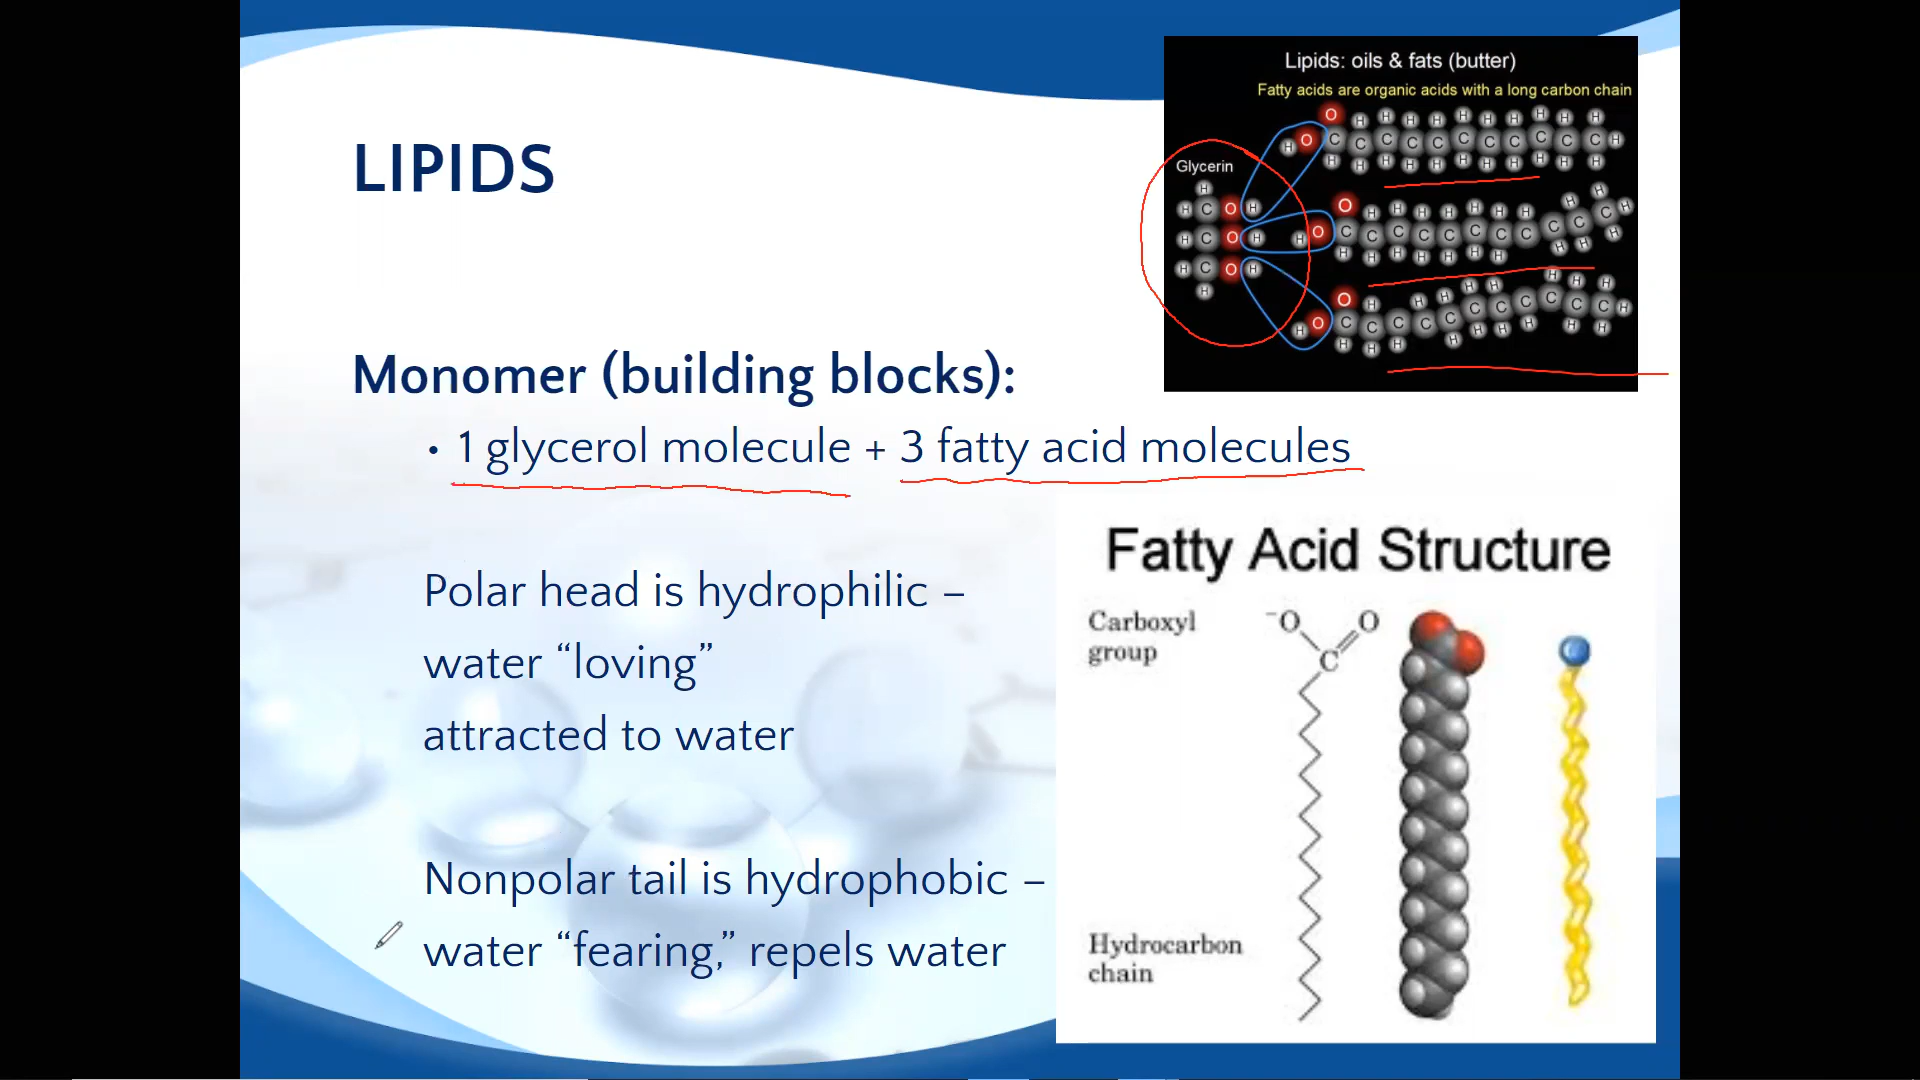 LIPIDS
Lipids: oils & fats (butter)
Fatty acids are organic acids with a long carbon chain
Glycerin
Monomer (building blocks):
• 1 glycerol molecule + 3 fatty acid molecules
Polar head is hydrophilic –
water “loving”
attracted to water
Nonpolar tail is hydrophobic –
water “fearing,” repels water
Fatty Acid Structure
Carboxyl
group
⁻O O
C
Hydrocarbon
chain